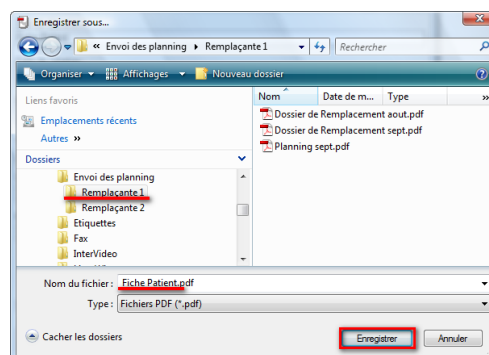 Enregistrer sous...
« Envoi des planning ▸ Remplaçante 1
Rechercher
Organiser Affichages Nouveau dossier
Liens favoris
Emplacements récents
Autres »
Dossiers
Envoi des planning
Remplaçante 1
Remplaçante 2
Etiquettes
Fax
InterVideo
Nom Date de m... Type »
Dossier de Remplacement aout.pdf
Dossier de Remplacement sept.pdf
Planning sept.pdf
Nom du fichier : Fiche Patient.pdf
Type : Fichiers PDF (*.pdf)
Cacher les dossiers
Enregistrer
Annuler